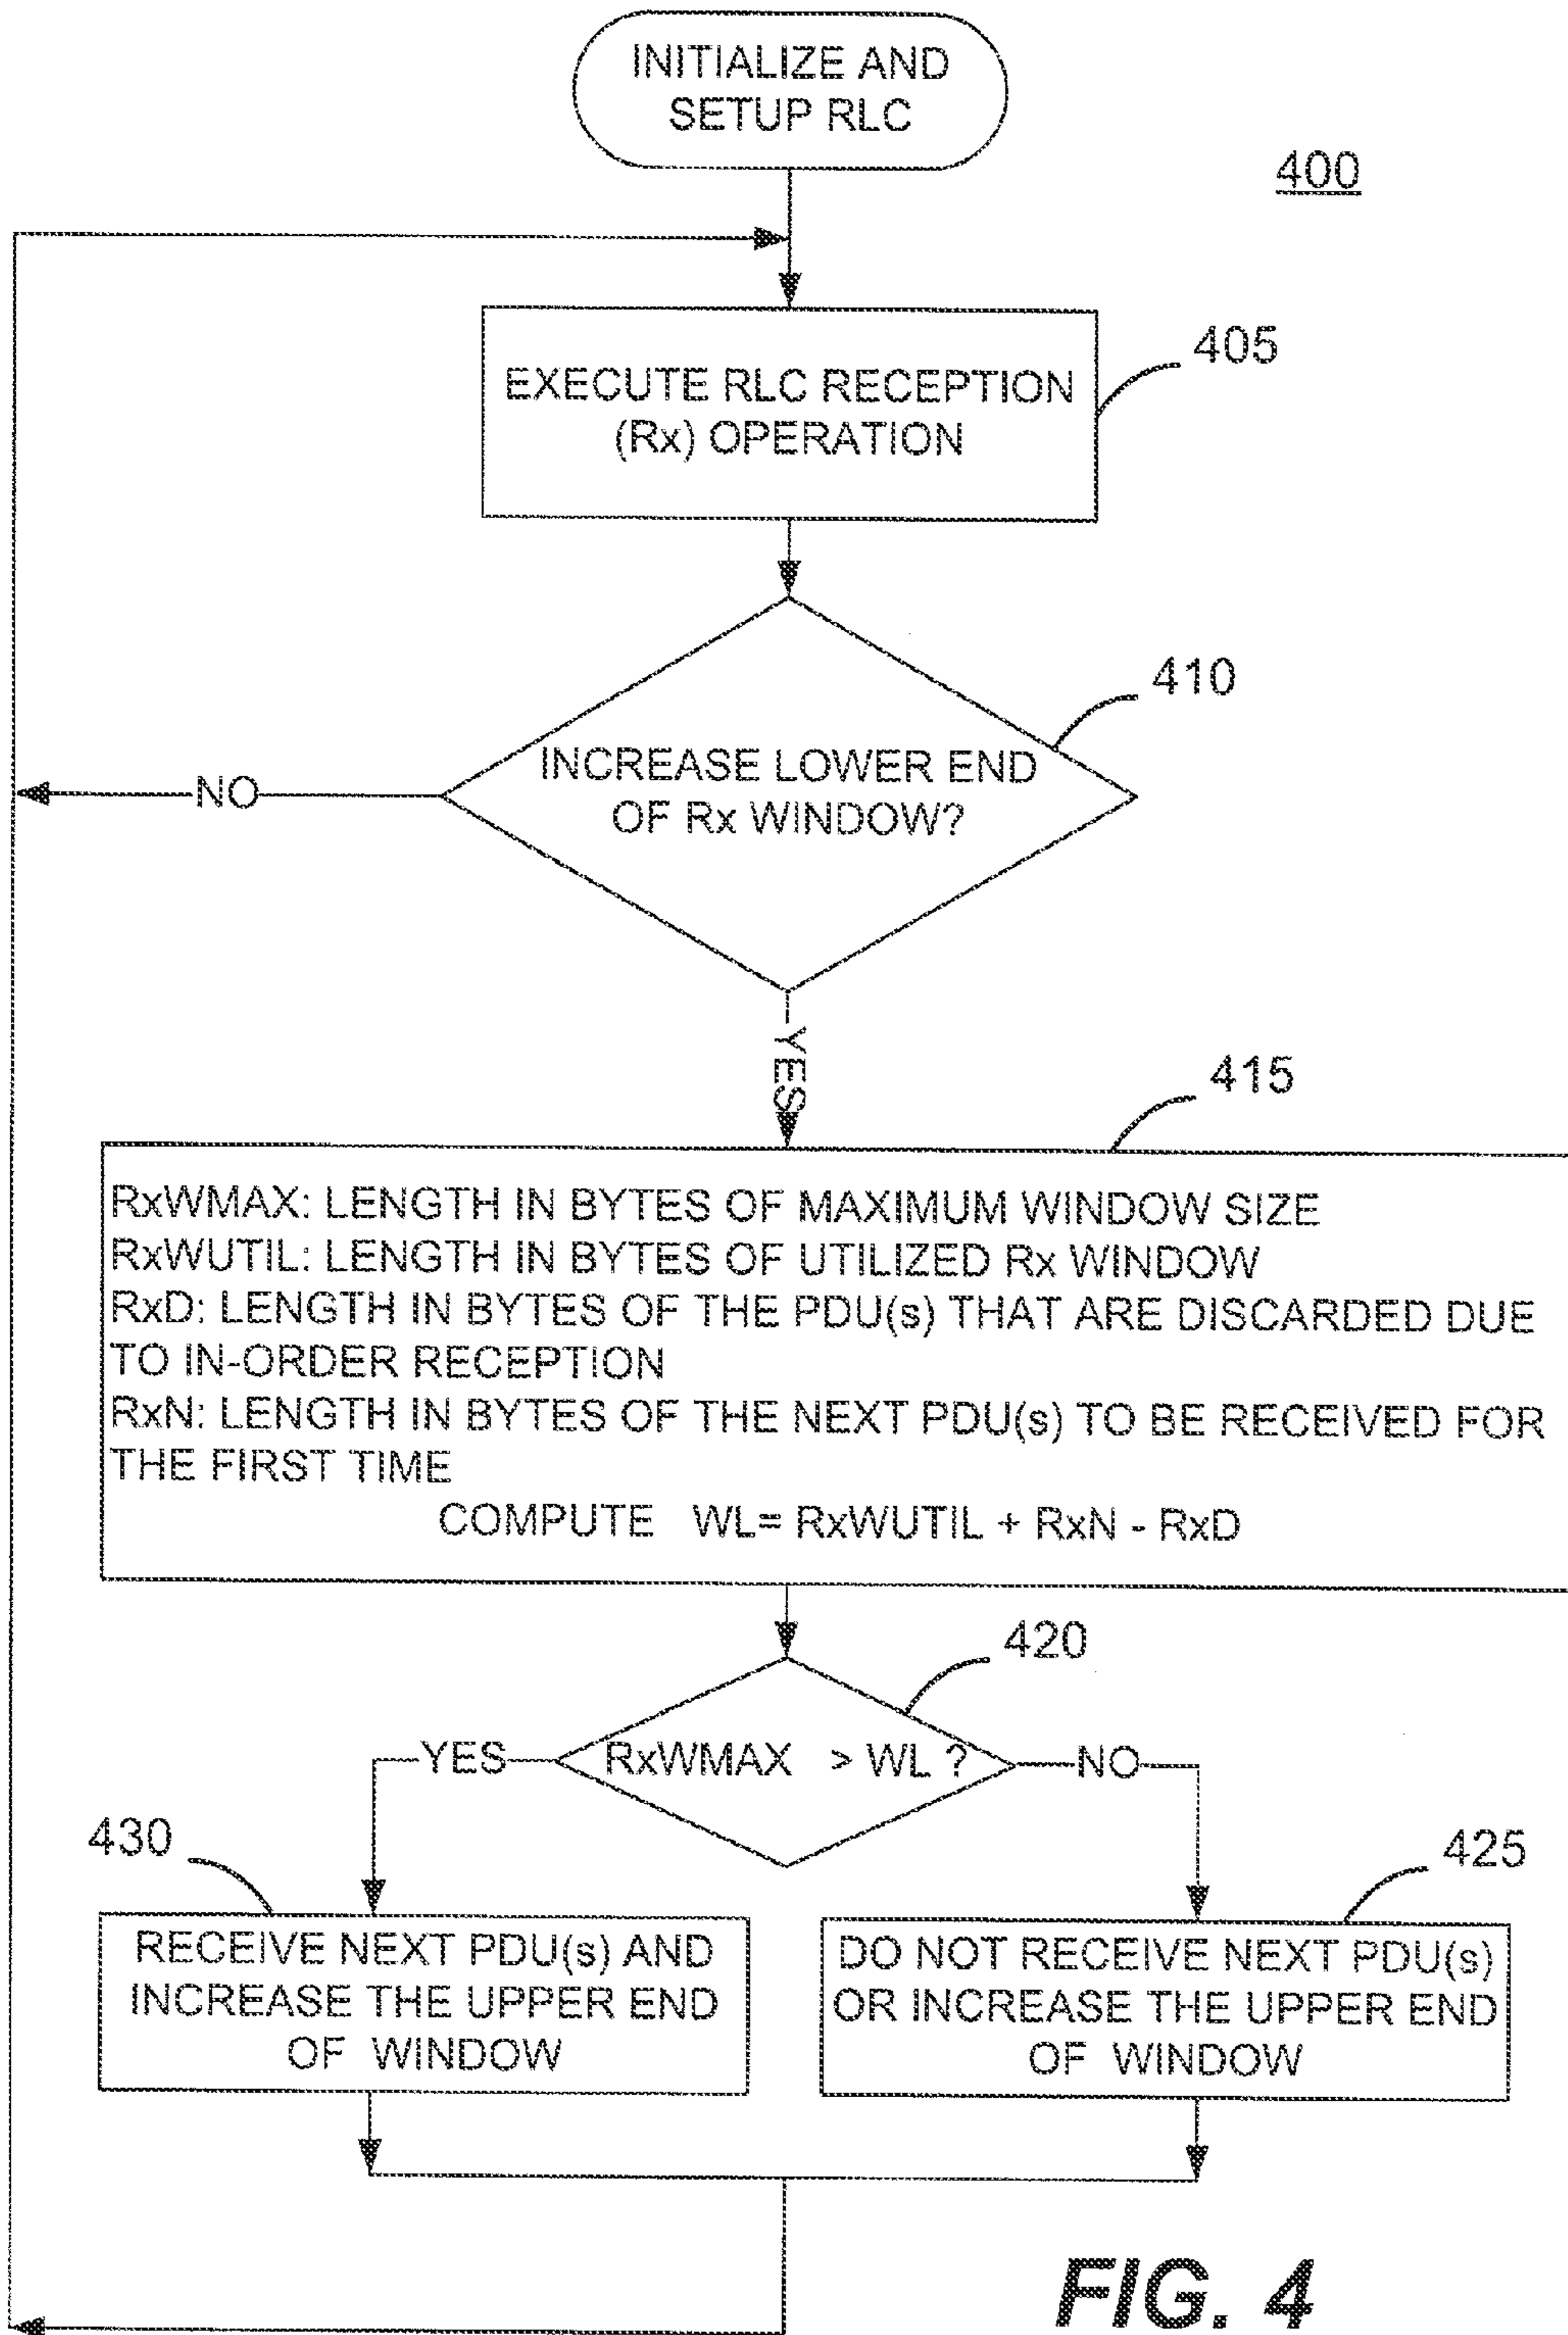 INITIALIZE AND
SETUP RLC
400
EXECUTE RLC RECEPTION
(Rx) OPERATION
405
INCREASE LOWER END
OF Rx WINDOW?
410
NO
YES
415
RxWMAX: LENGTH IN BYTES OF MAXIMUM WINDOW SIZE
RxWUTIL: LENGTH IN BYTES OF UTILIZED Rx WINDOW
RxD: LENGTH IN BYTES OF THE PDU(s) THAT ARE DISCARDED DUE
TO IN-ORDER RECEPTION
RxN: LENGTH IN BYTES OF THE NEXT PDU(s) TO BE RECEIVED FOR
THE FIRST TIME
COMPUTE WL= RxWUTIL + RxN - RxD
420
RxWMAX > WL ?
YES
NO
430
RECEIVE NEXT PDU(s) AND
INCREASE THE UPPER END
OF WINDOW
425
DO NOT RECEIVE NEXT PDU(s)
OR INCREASE THE UPPER END
OF WINDOW
FIG. 4